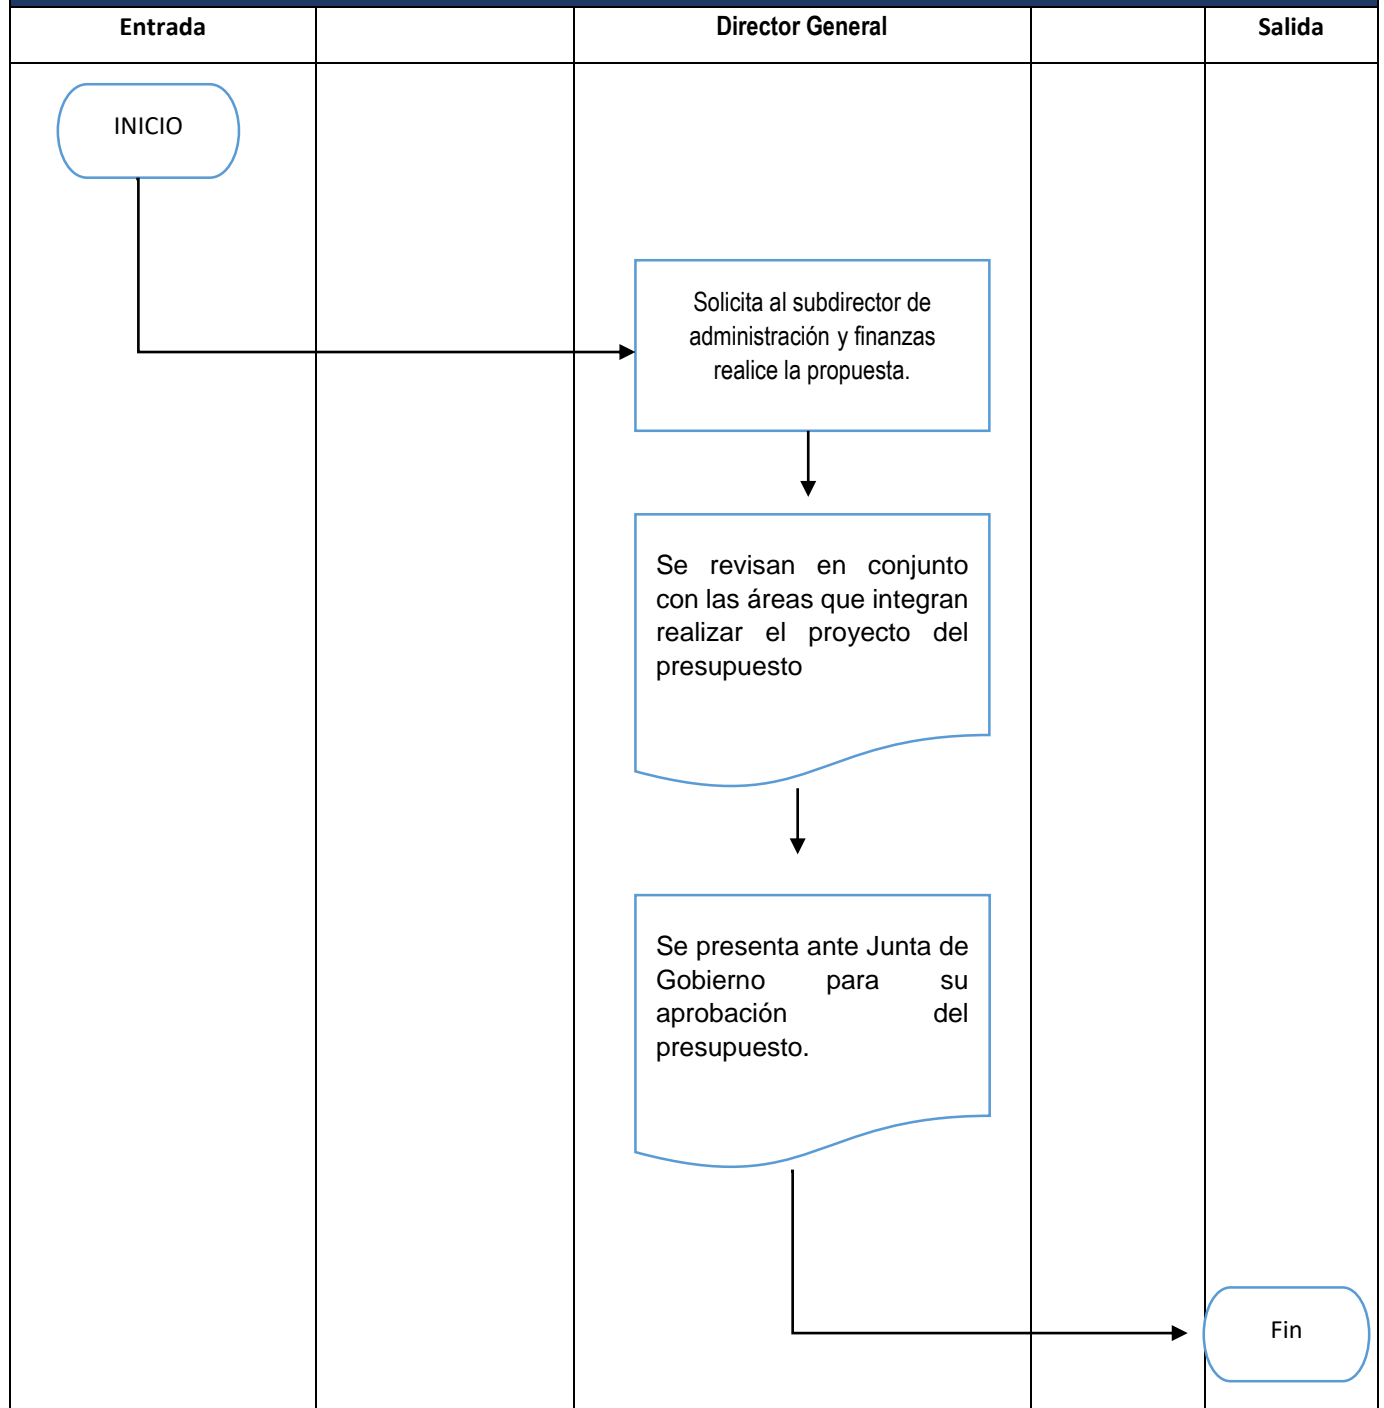 Entrada
Director General
Salida
INICIO
Solicita al subdirector de
administración y finanzas
realice la propuesta.
Se revisan en conjunto
con las áreas que integran
realizar el proyecto del
presupuesto
Se presenta ante Junta de
Gobierno para su
aprobación del
presupuesto.
Fin